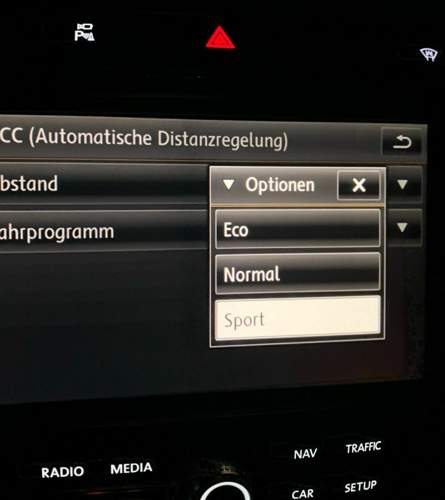 CC (Automatische Distanzregelung)
bstand
Optionen
ahrprogramm
Eco
Normal
Sport
RADIO
MEDIA
NAV
TRAFFIC
CAR
SETUP